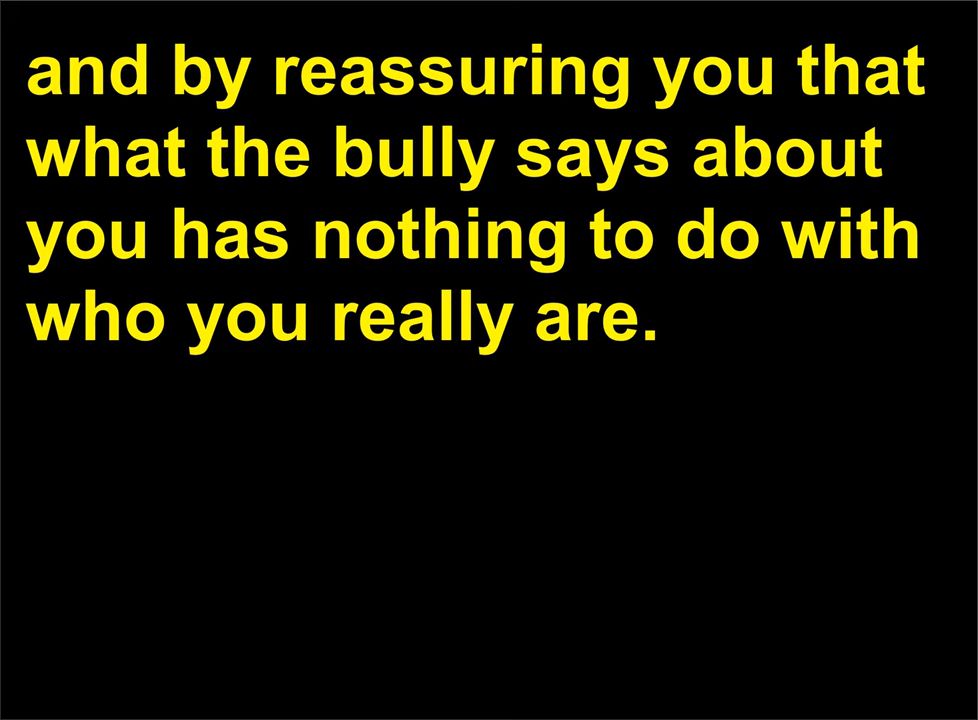 and by reassuring you that
what the bully says about
you has nothing to do with
who you really are.